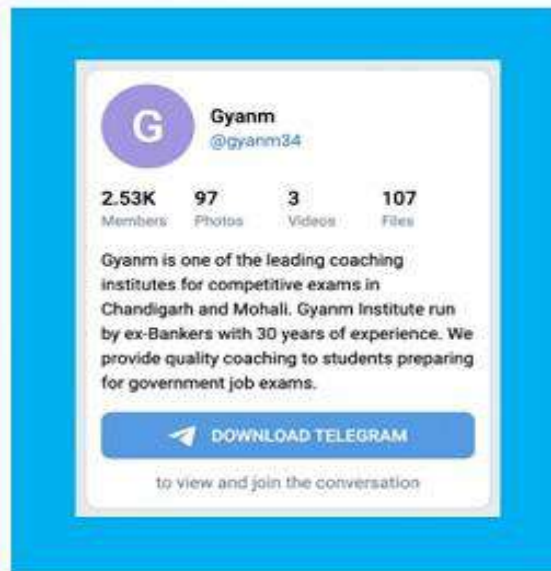 G
Gyanm
@gyanm34
2.53K 97 3 107
Members Photos Videos Files
Gyanm is one of the leading coaching
institutes for competitive exams in
Chandigarh and Mohali. Gyanm Institute run
by ex-Bankers with 30 years of experience. We
provide quality coaching to students preparing
for government job exams.
DOWNLOAD TELEGRAM
to view and join the conversation